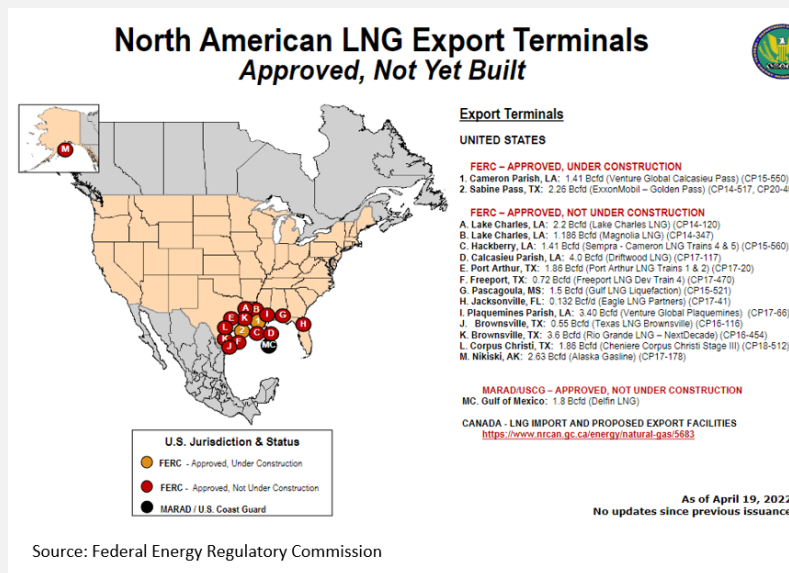 North American LNG Export Terminals
Approved, Not Yet Built
Export Terminals
UNITED STATES
FERC – APPROVED, UNDER CONSTRUCTION
1. Cameron Parish, LA: 1.41 Bcfd (Venture Global Calcasieu Pass) (CP15-550)
2. Sabine Pass, TX: 2.26 Bcfd (ExxonMobil – Golden Pass) (CP14-517, CP20-4
FERC – APPROVED, NOT UNDER CONSTRUCTION
A. Lake Charles, LA: 2.2 Bcfd (Lake Charles LNG) (CP14-120)
B. Lake Charles, LA: 1.186 Bcfd (Magnolia LNG) (CP14-347)
C. Hackberry, LA: 1.41 Bcfd (Sempra - Cameron LNG Trains 4 & 5) (CP15-560)
D. Calcasieu Parish, LA: 4.0 Bcfd (Driftwood LNG) (CP17-117)
E. Port Arthur, TX: 1.86 Bcfd (Port Arthur LNG Trains 1 & 2) (CP17-20)
F. Freeport, TX: 0.72 Bcfd (Freeport LNG Dev Train 4) (CP17-470)
G. Pascagoula, MS: 1.5 Bcfd (Gulf LNG Liquefaction) (CP15-521)
H. Jacksonville, FL: 0.132 Bcf/d (Eagle LNG Partners) (CP17-41)
I. Plaquemines Parish, LA: 3.40 Bcfd (Venture Global Plaquemines) (CP17-66)
J. Brownsville, TX: 0.55 Bcfd (Texas LNG Brownsville) (CP16-116)
K. Brownsville, TX: 3.6 Bcfd (Rio Grande LNG – NextDecade) (CP16-454)
L. Corpus Christi, TX: 1.86 Bcfd (Cheniere Corpus Christi Stage III) (CP18-512)
M. Nikiski, AK: 2.63 Bcfd (Alaska Gasline) (CP17-178)
MARAD/USCG – APPROVED, NOT UNDER CONSTRUCTION
MC. Gulf of Mexico: 1.8 Bcfd (Delfin LNG)
CANADA - LNG IMPORT AND PROPOSED EXPORT FACILITIES
https://www.nrcan.gc.ca/energy/natural-gas/5683
M
A
B
E
K
I
G
L
1
H
2
C
D
K
F
J
MC
U.S. Jurisdiction & Status
FERC - Approved, Under Construction
FERC - Approved, Not Under Construction
MARAD / U.S. Coast Guard
As of April 19, 2022
No updates since previous issuance
Source: Federal Energy Regulatory Commission